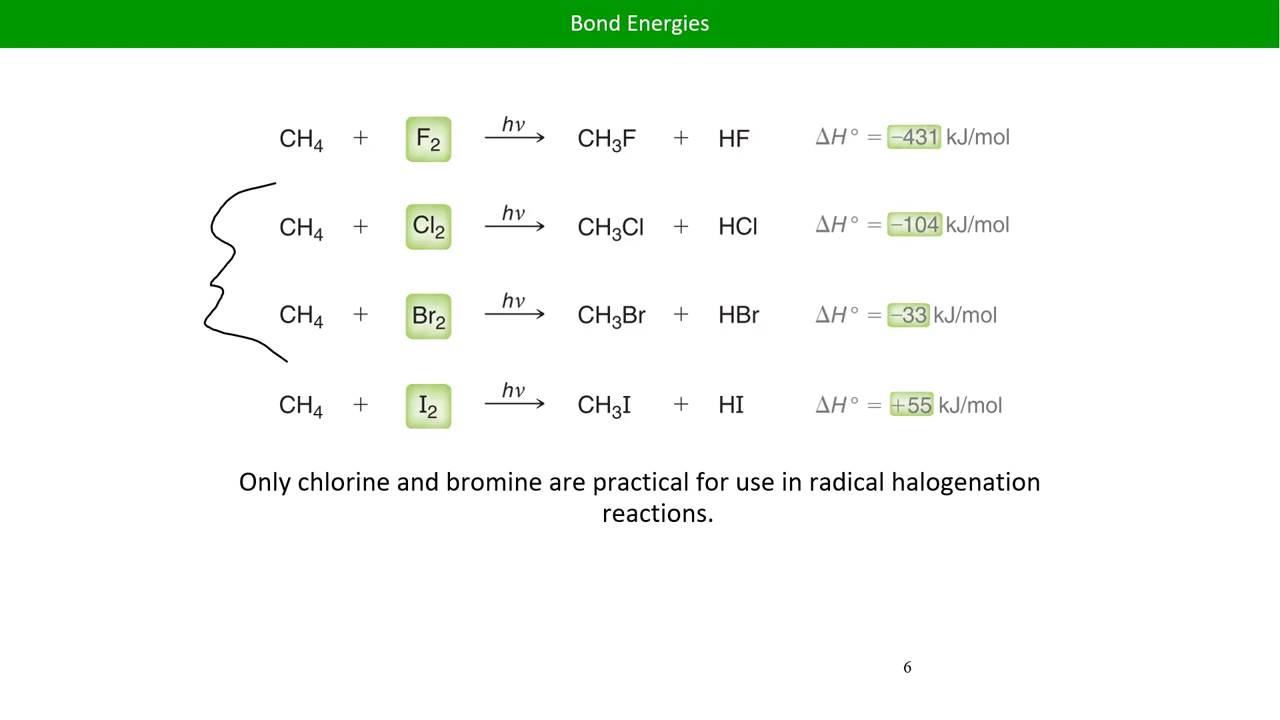 Bond Energies
CH₄ + F₂ hν → CH₃F + HF ΔH° = −431 kJ/mol
CH₄ + Cl₂ hν → CH₃Cl + HCl ΔH° = −104 kJ/mol
CH₄ + Br₂ hν → CH₃Br + HBr ΔH° = −33 kJ/mol
CH₄ + I₂ hν → CH₃I + HI ΔH° = +55 kJ/mol
Only chlorine and bromine are practical for use in radical halogenation
reactions.
6